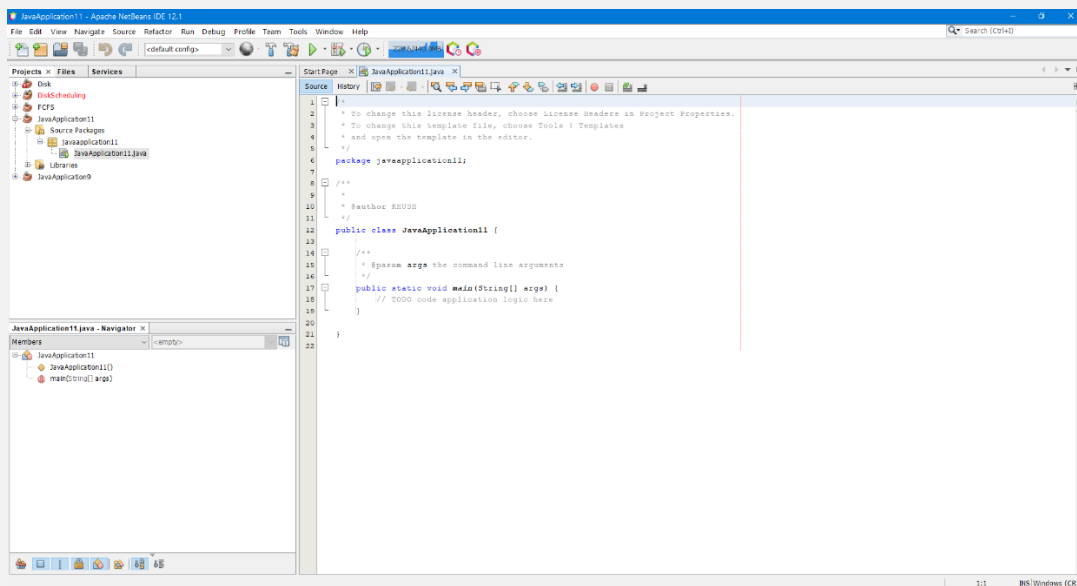 JavaApplication11 - Apache NetBeans IDE 12.1
File Edit View Navigate Source Refactor Run Debug Profile Team Tools Window Help
Search (Ctrl+I)
<default config>
Projects × Files Services
Disk
DiskScheduling
FCFS
JavaApplication11
Source Packages
javaapplication11
JavaApplication11.java
Libraries
JavaApplication9
JavaApplication11.java - Navigator ×
Members
<empty>
JavaApplication11
JavaApplication11()
main(String[] args)
Start Page × JavaApplication11.java ×
Source History
1 /*
2 * To change this license header, choose License Headers in Project Properties.
3 * To change this template file, choose Tools | Templates
4 * and open the template in the editor.
5 */
6 package javaapplication11;
7
8 /**
9 *
10 * @author KHUSH
11 */
12 public class JavaApplication11 {
13
14 /**
15 * @param args the command line arguments
16 */
17 public static void main(String[] args) {
18 // TODO code application logic here
19 }
20
21 }
22
1:1 INS Windows (CR